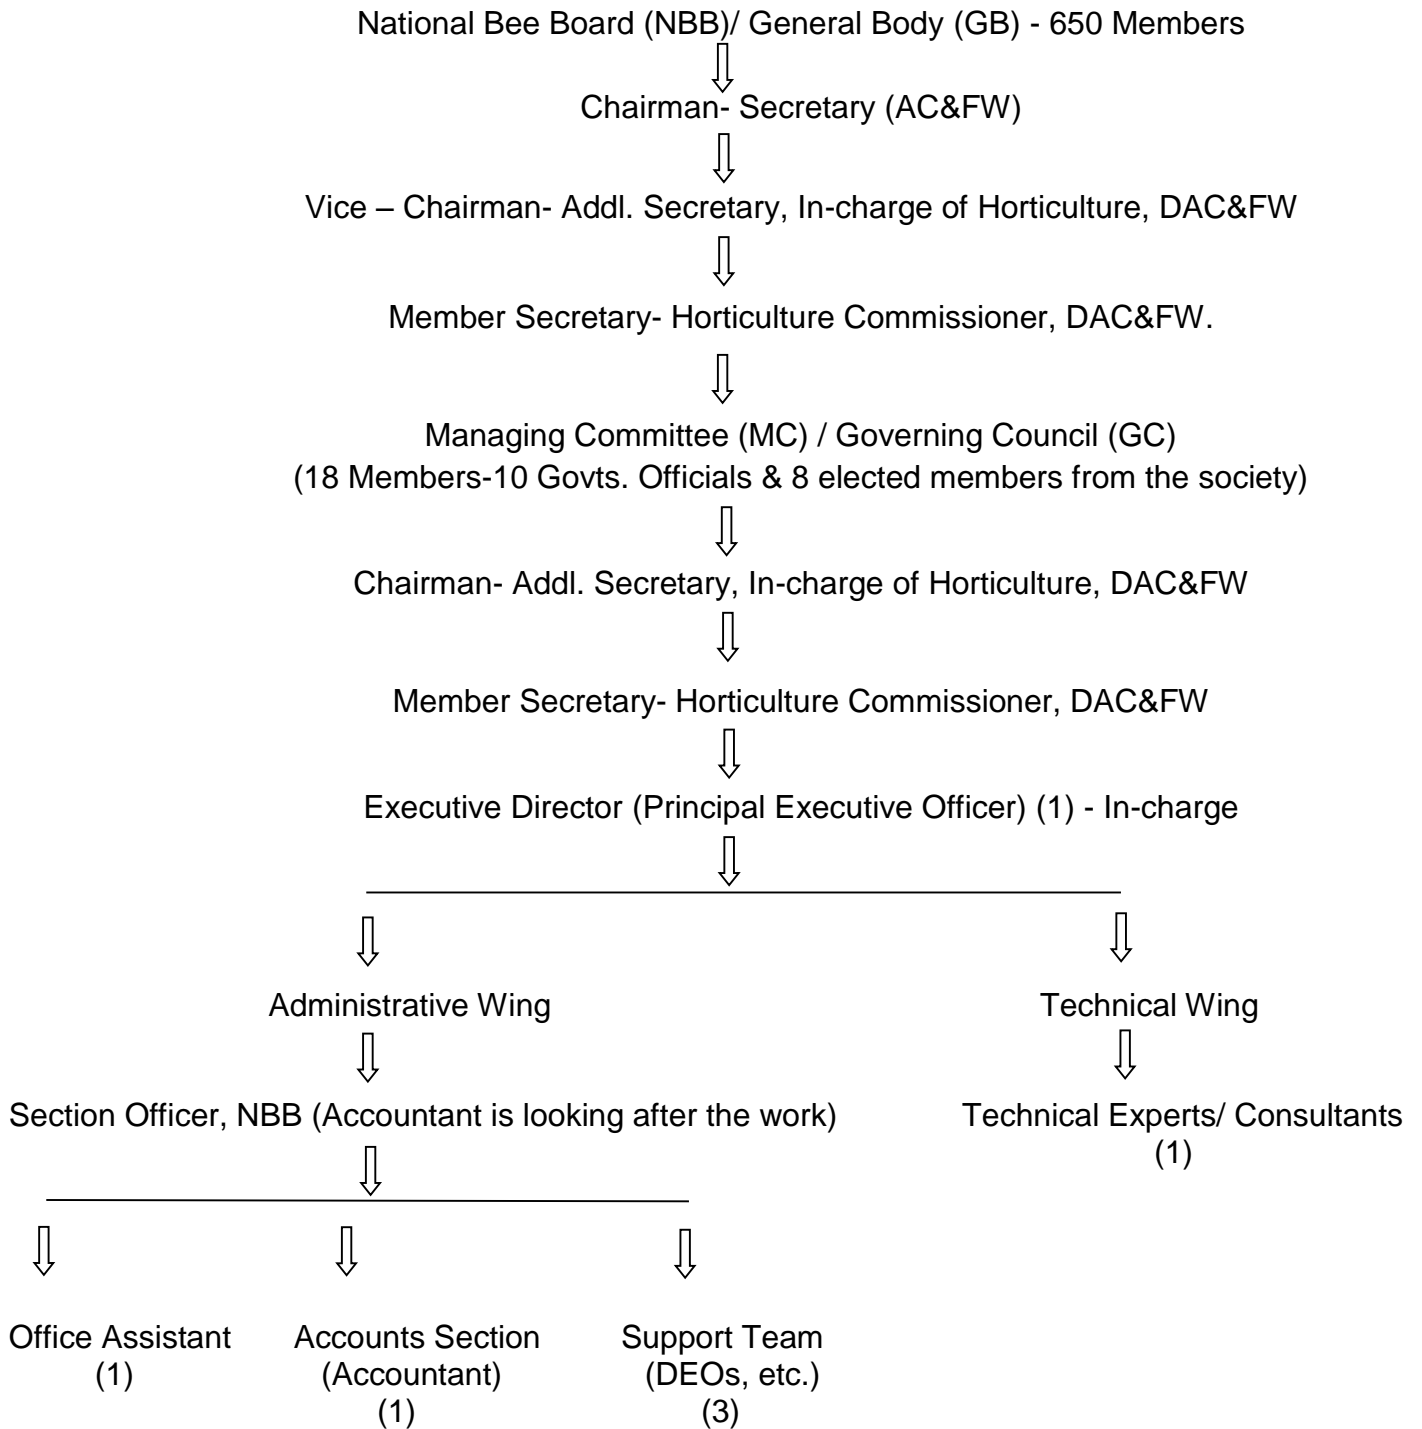 National Bee Board (NBB)/ General Body (GB) - 650 Members
Chairman- Secretary (AC&FW)
Vice – Chairman- Addl. Secretary, In-charge of Horticulture, DAC&FW
Member Secretary- Horticulture Commissioner, DAC&FW.
Managing Committee (MC) / Governing Council (GC)
(18 Members-10 Govts. Officials & 8 elected members from the society)
Chairman- Addl. Secretary, In-charge of Horticulture, DAC&FW
Member Secretary- Horticulture Commissioner, DAC&FW
Executive Director (Principal Executive Officer) (1) - In-charge
Administrative Wing
Technical Wing
Section Officer, NBB (Accountant is looking after the work)
Technical Experts/ Consultants
(1)
Office Assistant
(1)
Accounts Section
(Accountant)
(1)
Support Team
(DEOs, etc.)
(3)